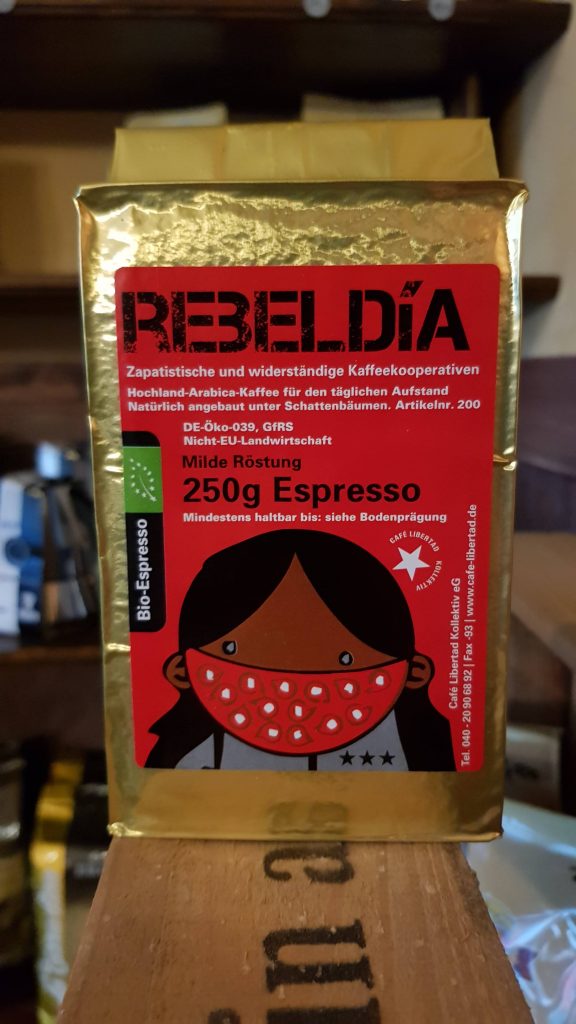 REBELDÍA
Zapatistische und widerständige Kaffeekooperativen
Hochland-Arabica-Kaffee für den täglichen Aufstand
Natürlich angebaut unter Schattenbäumen. Artikelnr. 200
DE-Öko-039, GfRS
Nicht-EU-Landwirtschaft
Milde Röstung
250g Espresso
Mindestens haltbar bis: siehe Bodenprägung
Bio-Espresso
CAFÉ LIBERTAD
KOLLEKTIV
Café Libertad Kollektiv eG
Tel. 040 - 20 90 68 92 | Fax -93 | www.cafe-libertad.de
in a